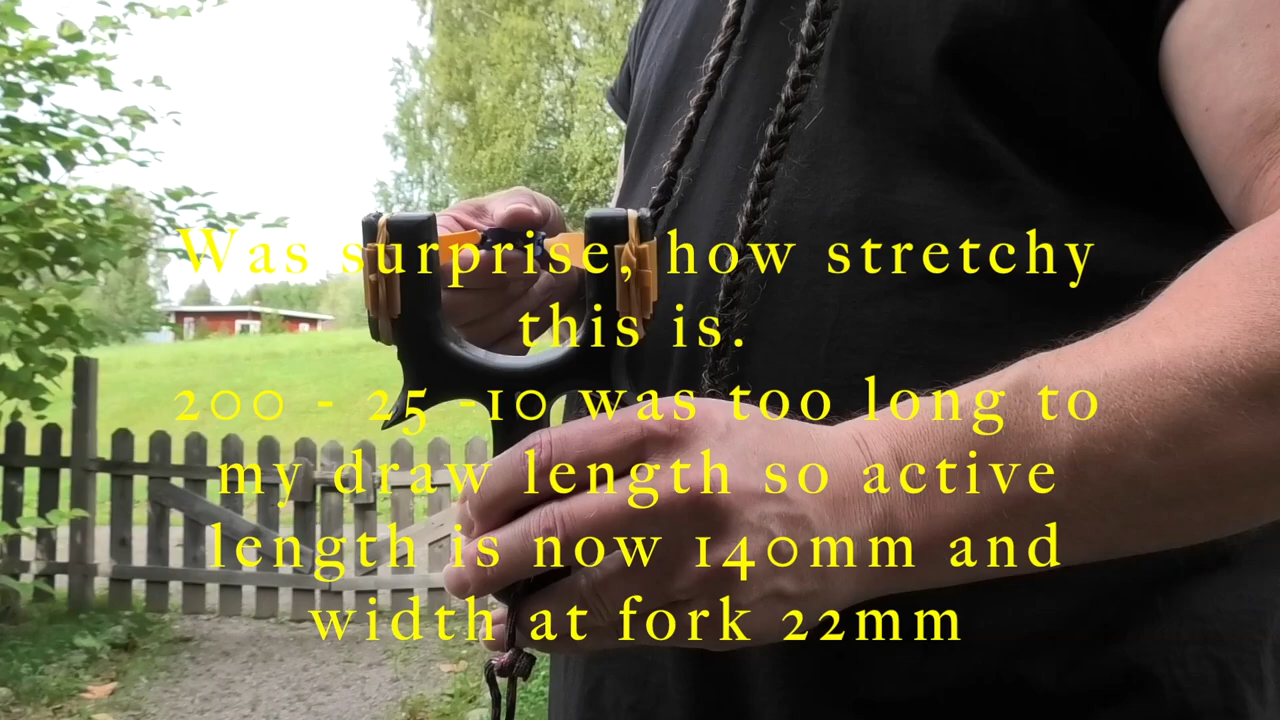 Was surprise, how stretchy
this is.
200 - 25 -10 was too long to
my draw length so active
length is now 140mm and
width at fork 22mm